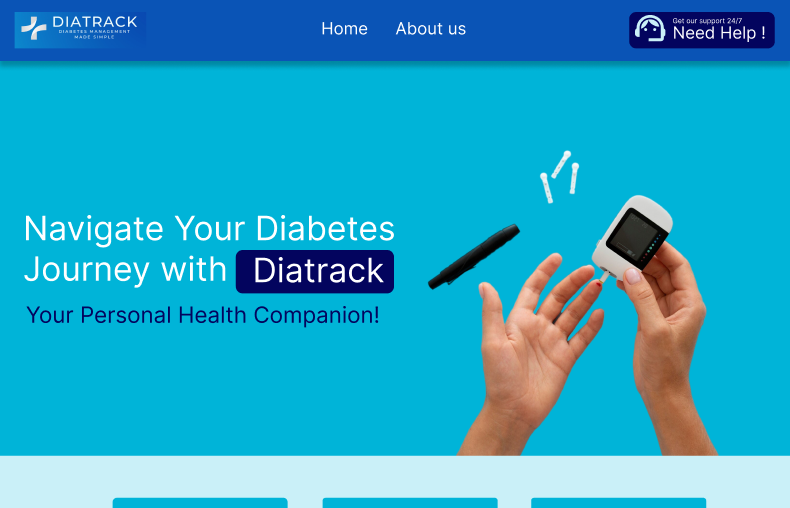 DIATRACK
DIABETES MANAGEMENT
MADE SIMPLE
Home
About us
Get our support 24/7
Need Help !
Navigate Your Diabetes
Journey with Diatrack
Your Personal Health Companion!